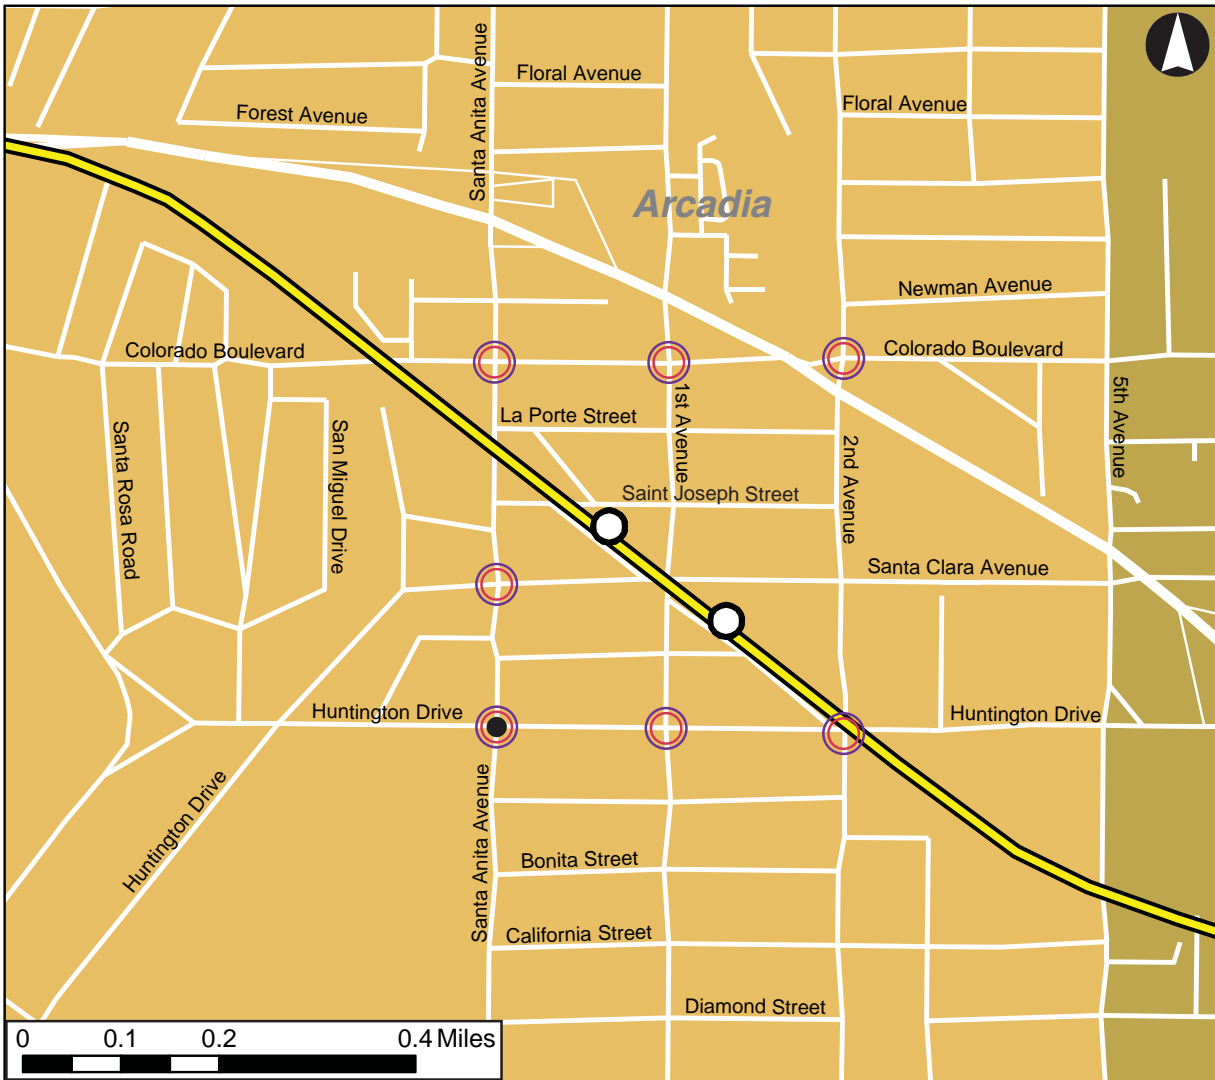 Santa Anita Avenue
Floral Avenue
Floral Avenue
Forest Avenue
Arcadia
Newman Avenue
Colorado Boulevard
Colorado Boulevard
1st Avenue
5th Avenue
La Porte Street
Santa Rosa Road
San Miguel Drive
2nd Avenue
Saint Joseph Street
Santa Clara Avenue
Huntington Drive
Huntington Drive
Huntington Drive
Santa Anita Avenue
Bonita Street
California Street
Diamond Street
0 0.1 0.2 0.4 Miles